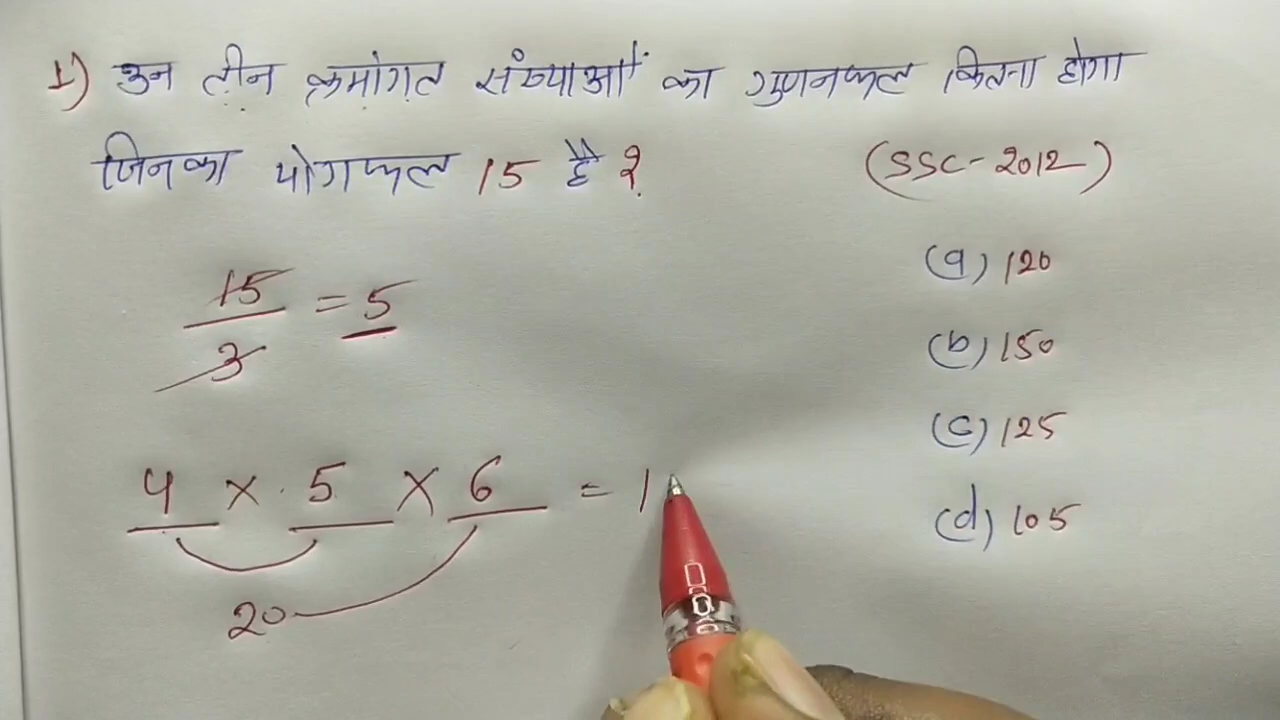 1) उन तीन क्रमांगत संख्याओं का गुणनफल कितना होगा
जिनका योगफल 15 है ?
(SSC-2012)
15/3 = 5
(a) 120
(b) 150
(c) 125
(d) 105
4 × 5 × 6 = 1
20